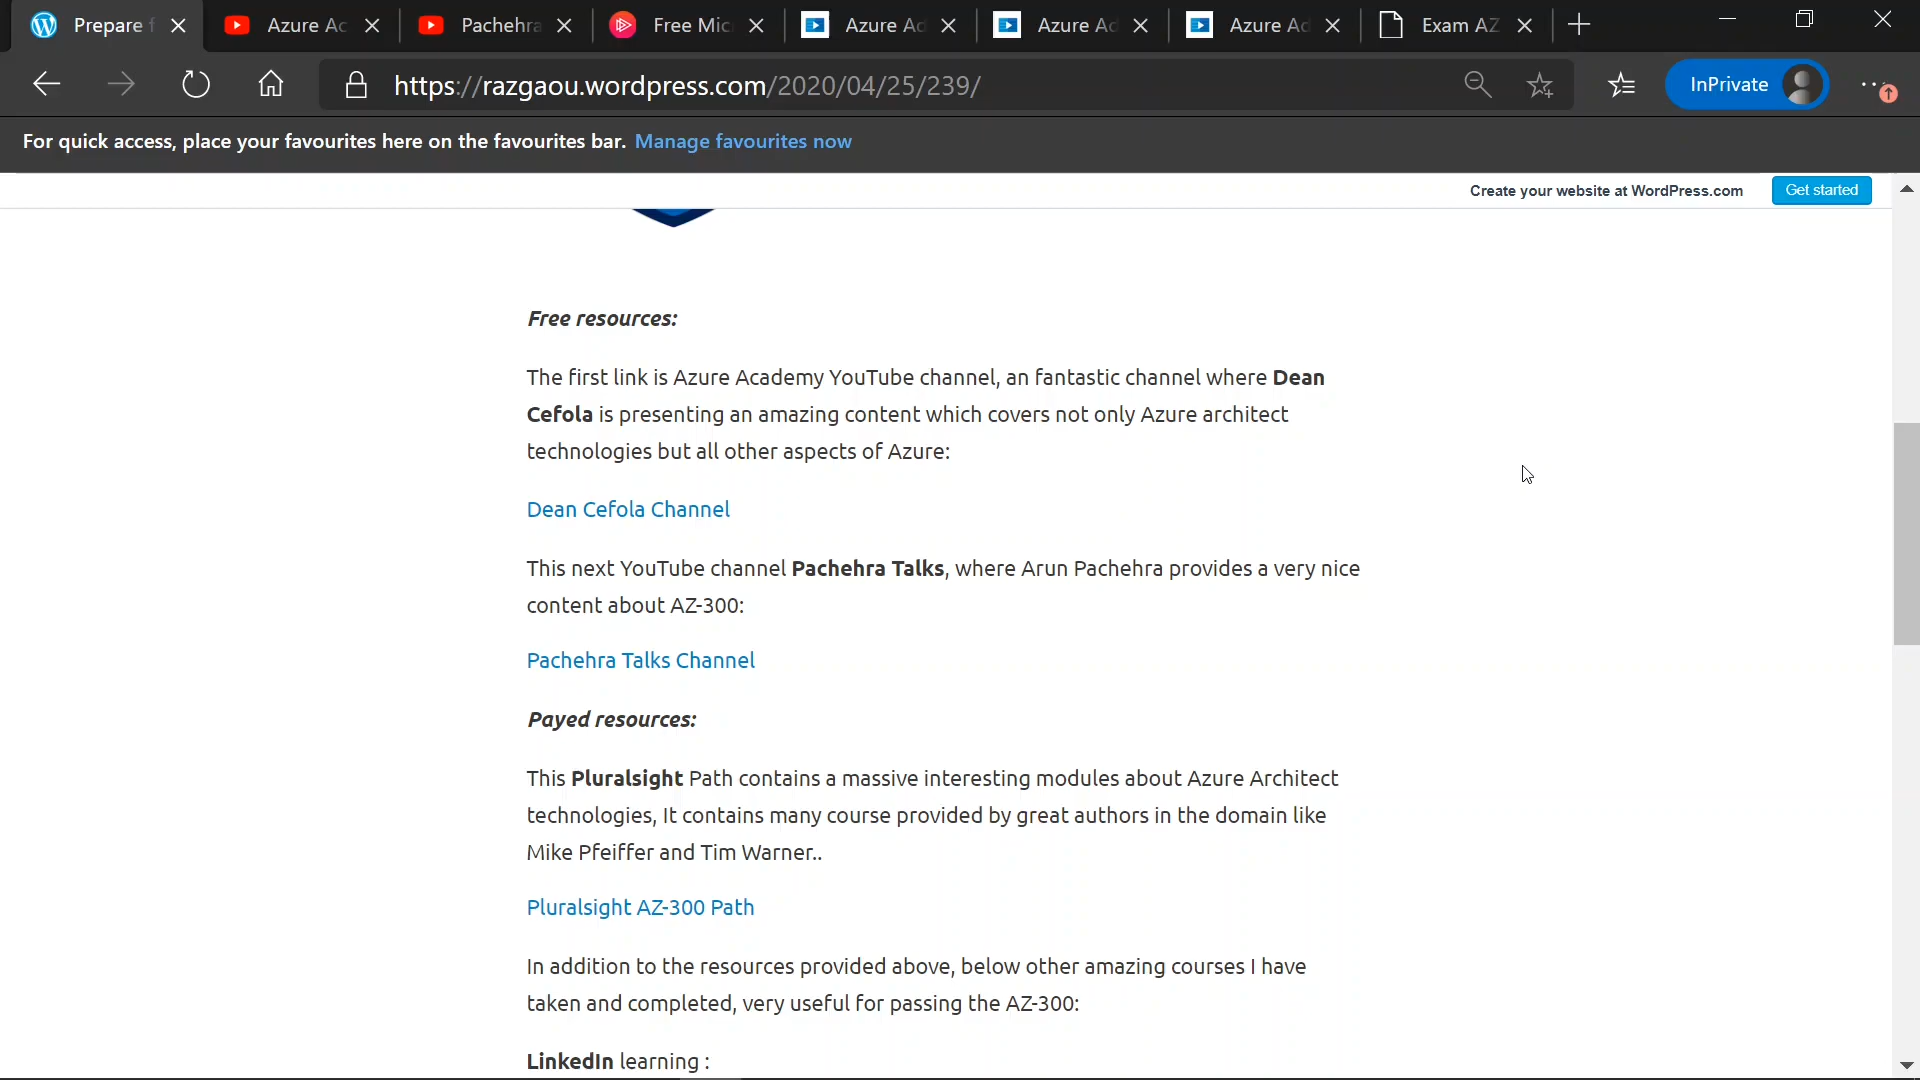 Prepare f
Azure Ac
Pachehra
Free Mic
Azure Ad
Azure Ad
Azure Ad
Exam AZ
https://razgaou.wordpress.com/2020/04/25/239/
InPrivate
For quick access, place your favourites here on the favourites bar. Manage favourites now
Create your website at WordPress.com
Get started
Free resources:
The first link is Azure Academy YouTube channel, an fantastic channel where Dean
Cefola is presenting an amazing content which covers not only Azure architect
technologies but all other aspects of Azure:
Dean Cefola Channel
This next YouTube channel Pachehra Talks, where Arun Pachehra provides a very nice
content about AZ-300:
Pachehra Talks Channel
Payed resources:
This Pluralsight Path contains a massive interesting modules about Azure Architect
technologies, It contains many course provided by great authors in the domain like
Mike Pfeiffer and Tim Warner..
Pluralsight AZ-300 Path
In addition to the resources provided above, below other amazing courses I have
taken and completed, very useful for passing the AZ-300:
LinkedIn learning :